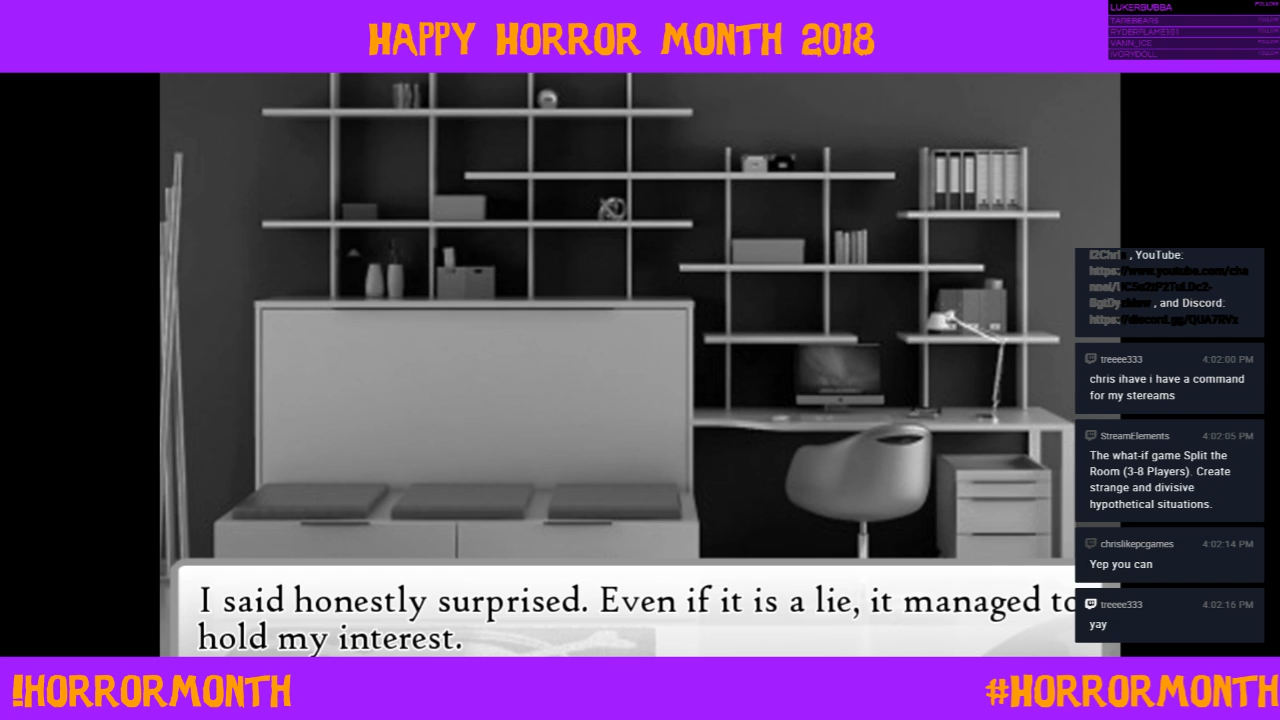 HAPPY HORROR MONTH 2018
LUKERBUBBA
, YouTube:
, and Discord:
treeee333 4:02:00 PM
chris ihave i have a command
for my stereams
StreamElements 4:02:05 PM
The what-if game Split the
Room (3-8 Players). Create
strange and divisive
hypothetical situations.
chrislikepcgames 4:02:14 PM
Yep you can
treeee333 4:02:16 PM
yay
I said honestly surprised. Even if it is a lie, it managed to
hold my interest.
!HORRORMONTH
#HORRORMONTH